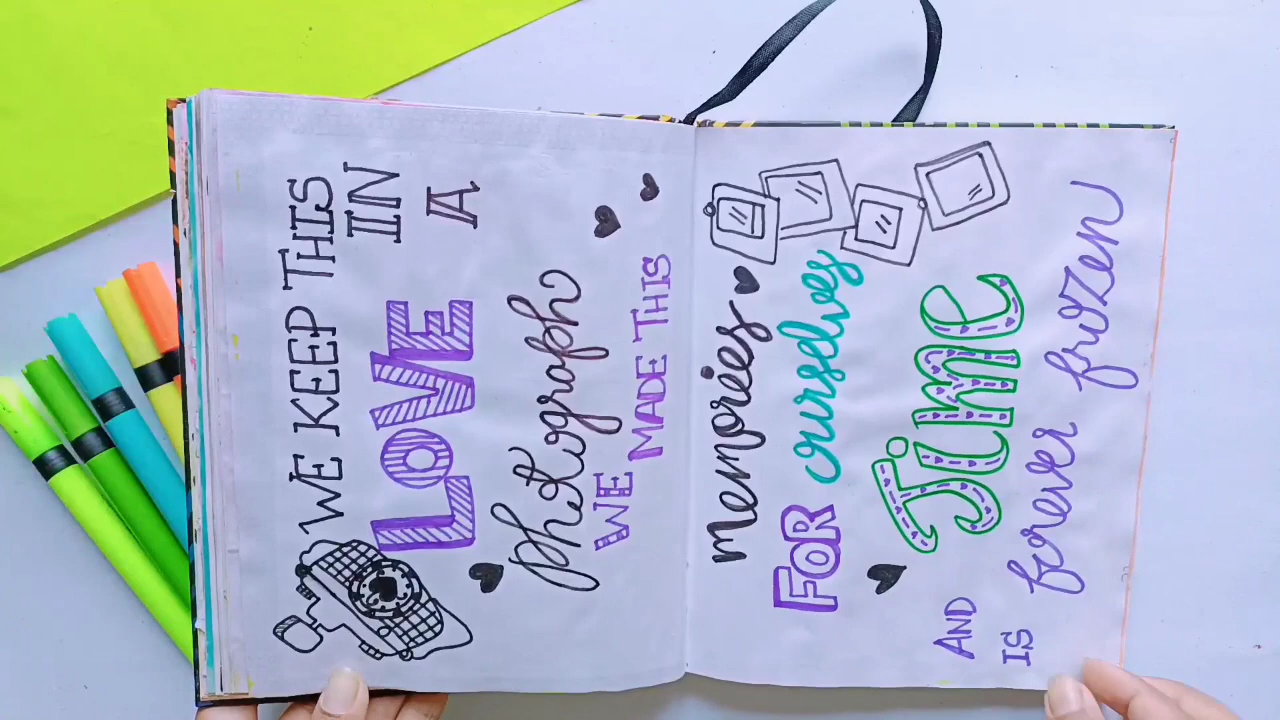 WE KEEP THIS
LOVE IN A
photograph
WE MADE THIS
memories
FOR ourselves
AND Time
IS forever frozen